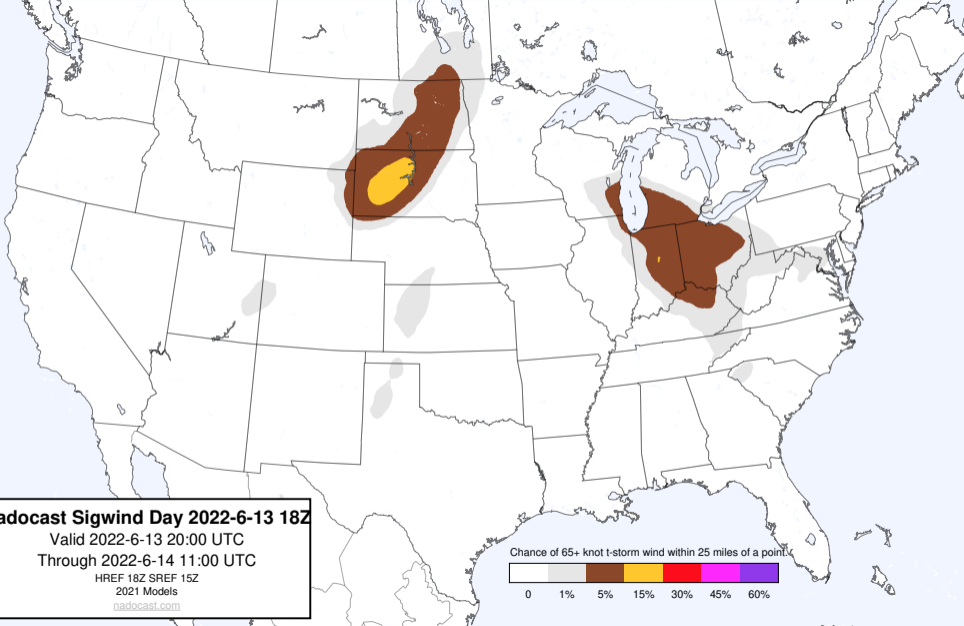 adocast Sigwind Day 2022-6-13 18Z
Valid 2022-6-13 20:00 UTC
Through 2022-6-14 11:00 UTC
HREF 18Z SREF 15Z
2021 Models
nadocast.com
Chance of 65+ knot t-storm wind within 25 miles of a point.
0 1% 5% 15% 30% 45% 60%